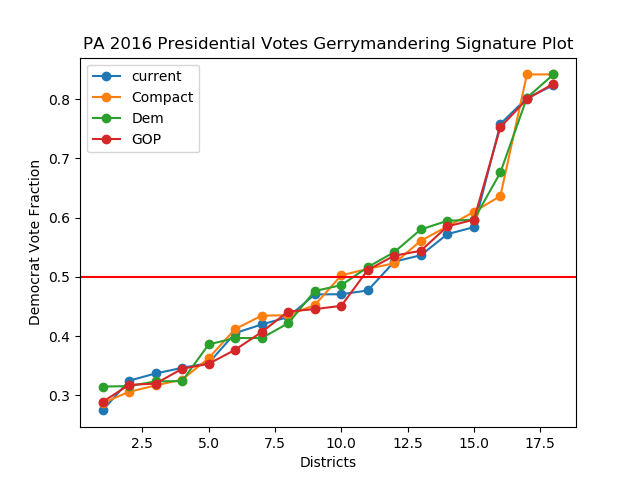 PA 2016 Presidential Votes Gerrymandering Signature Plot
current
Compact
Dem
GOP
Democrat Vote Fraction
0.8
0.7
0.6
0.5
0.4
0.3
2.5 5.0 7.5 10.0 12.5 15.0 17.5
Districts